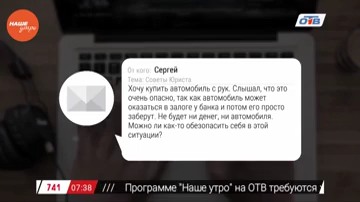 НАШЕ
утро
ОТВ
От кого: Сергей
Тема: Советы Юриста
Хочу купить автомобиль с рук. Слышал, что это
очень опасно, так как автомобиль может
оказаться в залоге у банка и потом его просто
заберут. Не будет ни денег, ни автомобиля.
Можно ли как-то обезопасить себя в этой
ситуации?
741 07:38 /// Программе "Наше утро" на ОТВ требуются